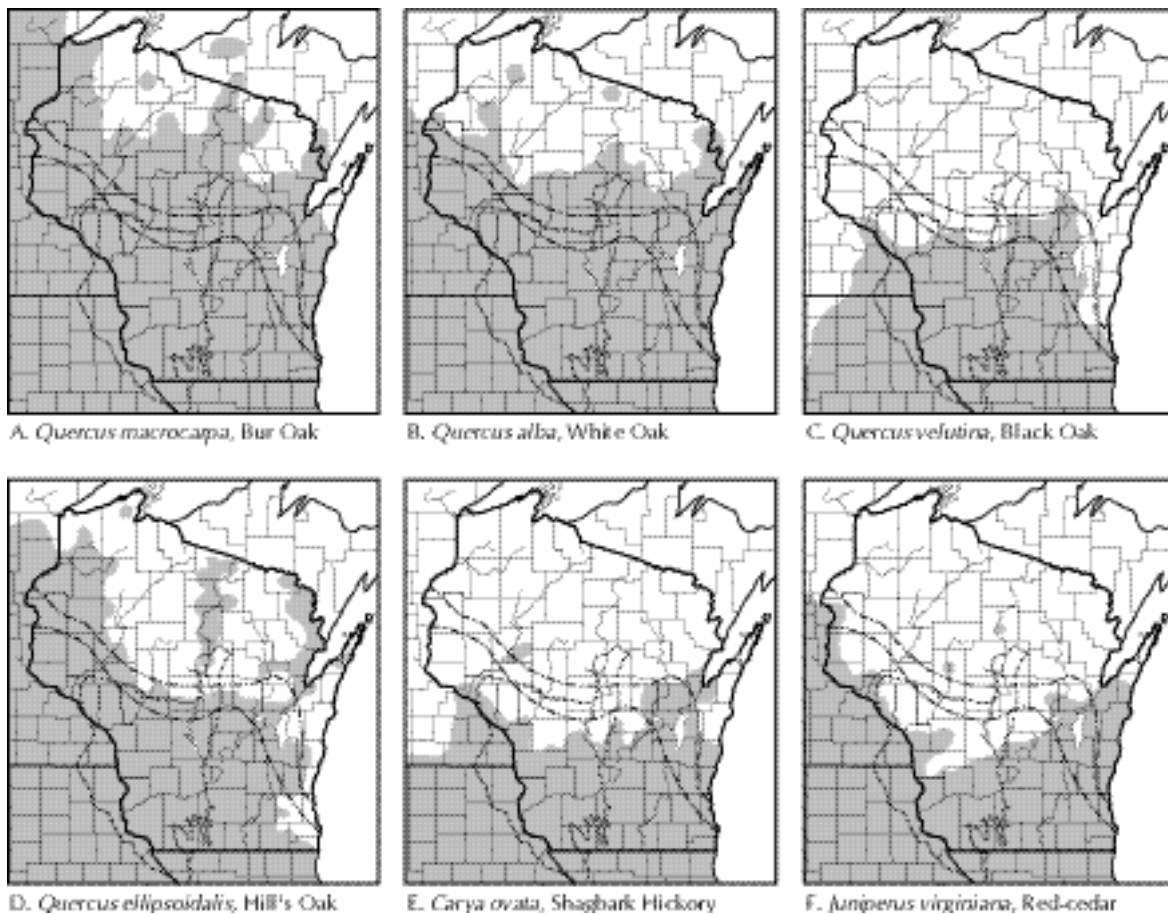 A. Quercus macrocarpa, Bur Oak
B. Quercus alba, White Oak
C. Quercus velutina, Black Oak
D. Quercus ellipsoidalis, Hill's Oak
E. Carya ovata, Shagbark Hickory
F. Juniperus virginiana, Red-cedar